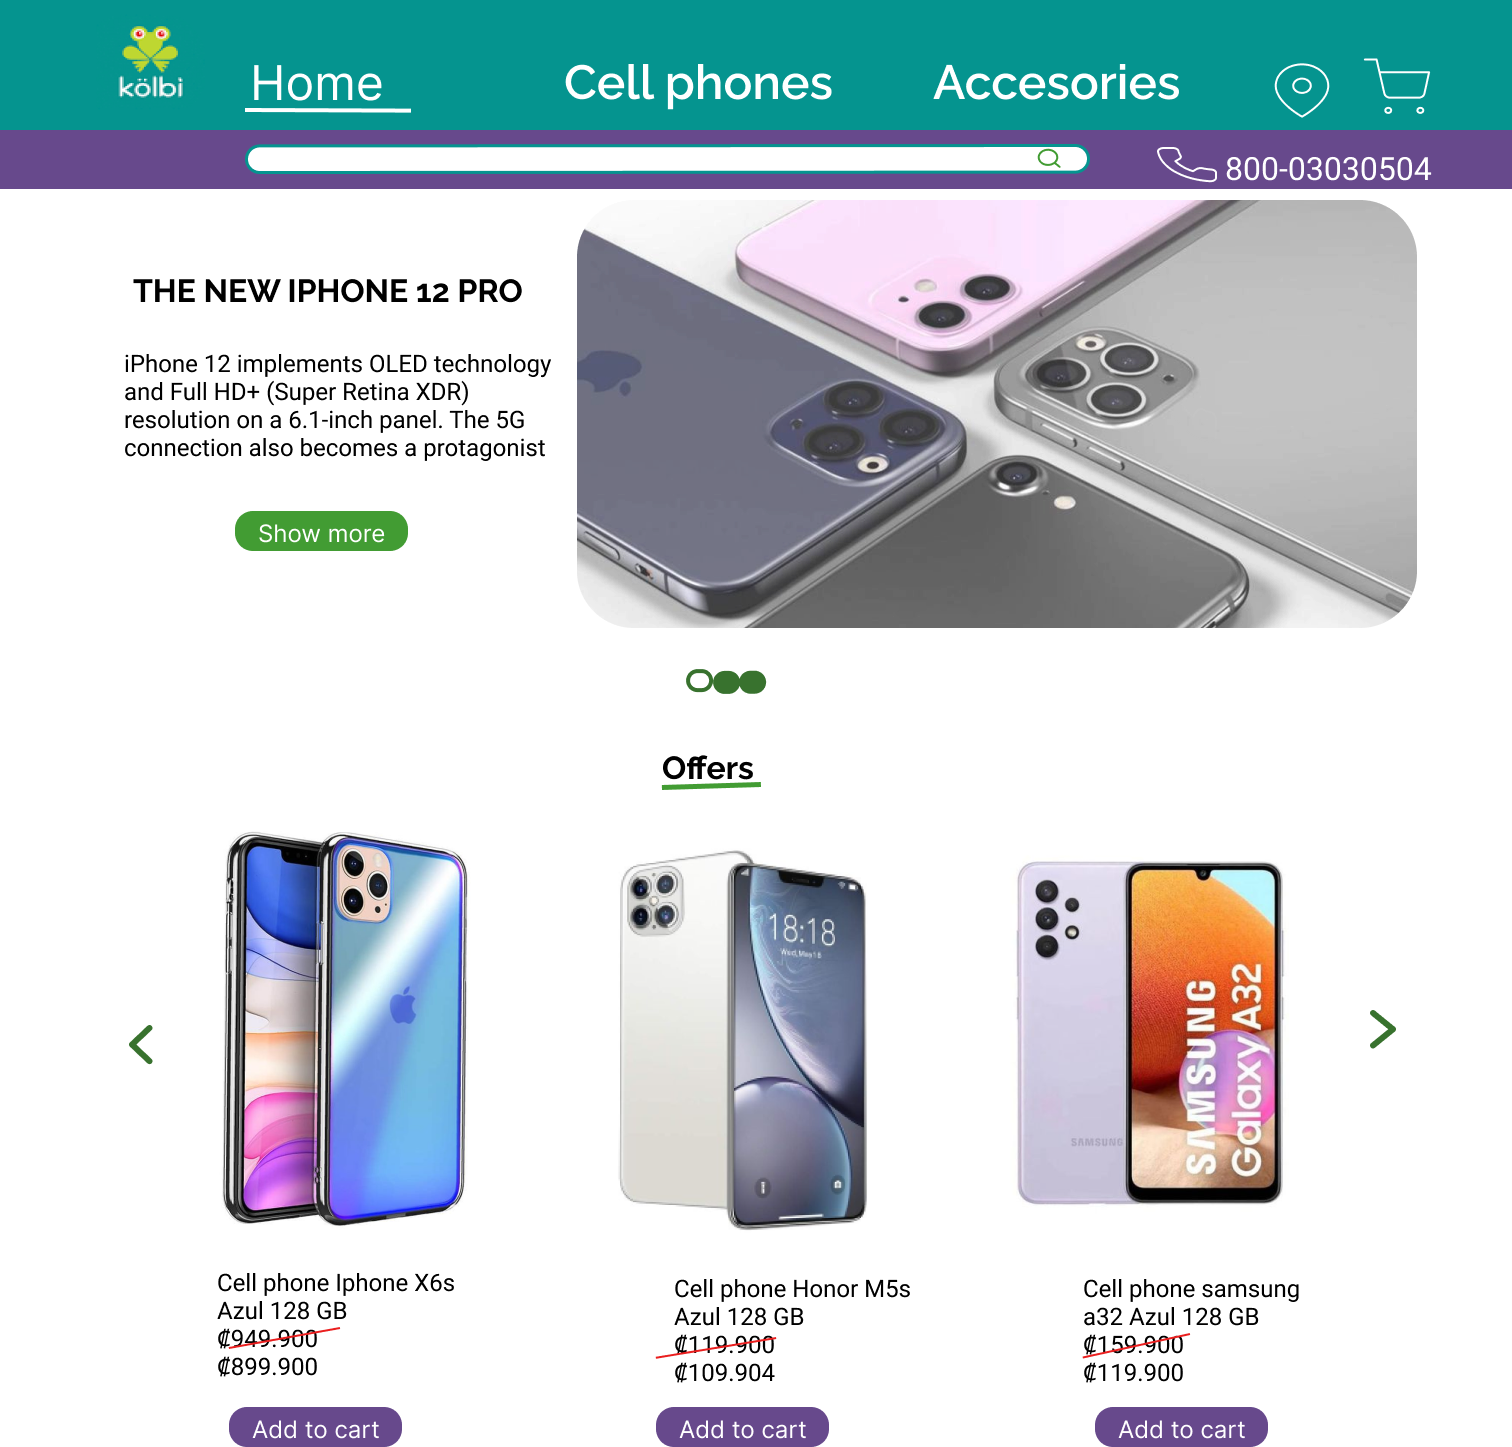 kölbi
Home
Cell phones
Accesories
800-03030504
THE NEW IPHONE 12 PRO
iPhone 12 implements OLED technology
and Full HD+ (Super Retina XDR)
resolution on a 6.1-inch panel. The 5G
connection also becomes a protagonist
Show more
Offers
18:18
Wed, May 16
SAMSUNG
SAMSUNG
Galaxy A32
Cell phone Iphone X6s
Azul 128 GB
₡949.900
₡899.900
Add to cart
Cell phone Honor M5s
Azul 128 GB
₡119.900
₡109.904
Add to cart
Cell phone samsung
a32 Azul 128 GB
₡159.900
₡119.900
Add to cart